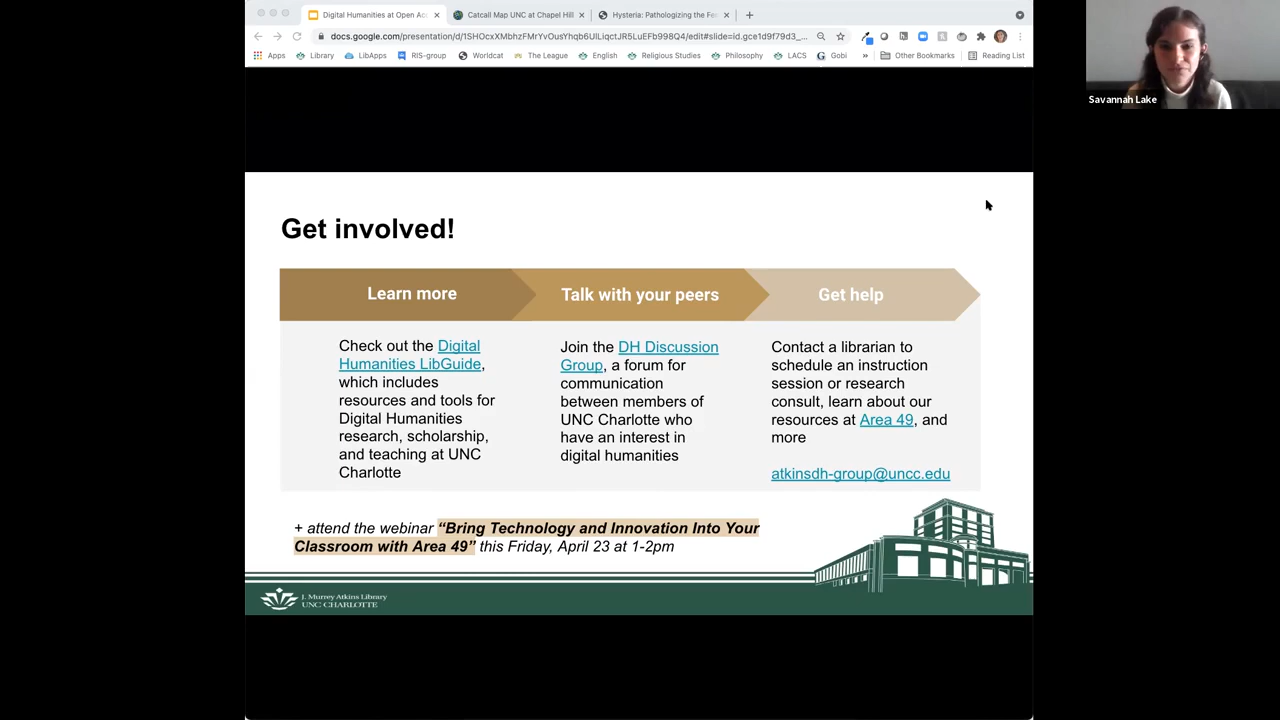 Digital Humanities at Open Ac
Catcall Map UNC at Chapel Hill
Hysteria: Pathologizing the Fe
docs.google.com/presentation/d/1SHOcxXMbhzFMrYvOusYhqb6UlLiqctJR5LuEFb998Q4/edit#slide=id.gce1d9f79d3_...
Apps Library LibApps RIS-group Worldcat The League English Religious Studies Philosophy LACS Gobi » Other Bookmarks Reading List
Savannah Lake
Get involved!
Learn more
Check out the Digital
Humanities LibGuide,
which includes
resources and tools for
Digital Humanities
research, scholarship,
and teaching at UNC
Charlotte
Talk with your peers
Join the DH Discussion
Group, a forum for
communication
between members of
UNC Charlotte who
have an interest in
digital humanities
Get help
Contact a librarian to
schedule an instruction
session or research
consult, learn about our
resources at Area 49, and
more
atkinsdh-group@uncc.edu
+ attend the webinar “Bring Technology and Innovation Into Your
Classroom with Area 49” this Friday, April 23 at 1-2pm
J. Murrey Atkins Library
UNC CHARLOTTE